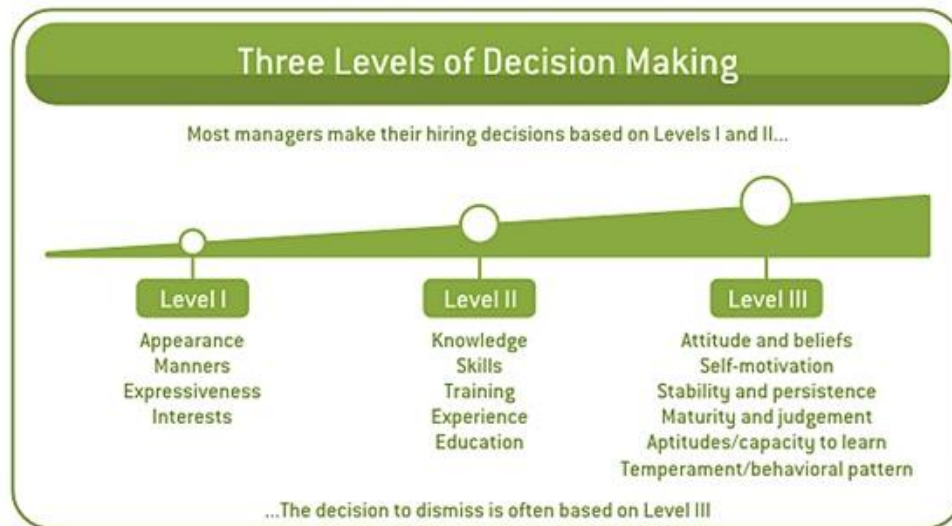 Three Levels of Decision Making
Most managers make their hiring decisions based on Levels I and II...
Level I
Appearance
Manners
Expressiveness
Interests
Level II
Knowledge
Skills
Training
Experience
Education
Level III
Attitude and beliefs
Self-motivation
Stability and persistence
Maturity and judgement
Aptitudes/capacity to learn
Temperament/behavioral pattern
...The decision to dismiss is often based on Level III